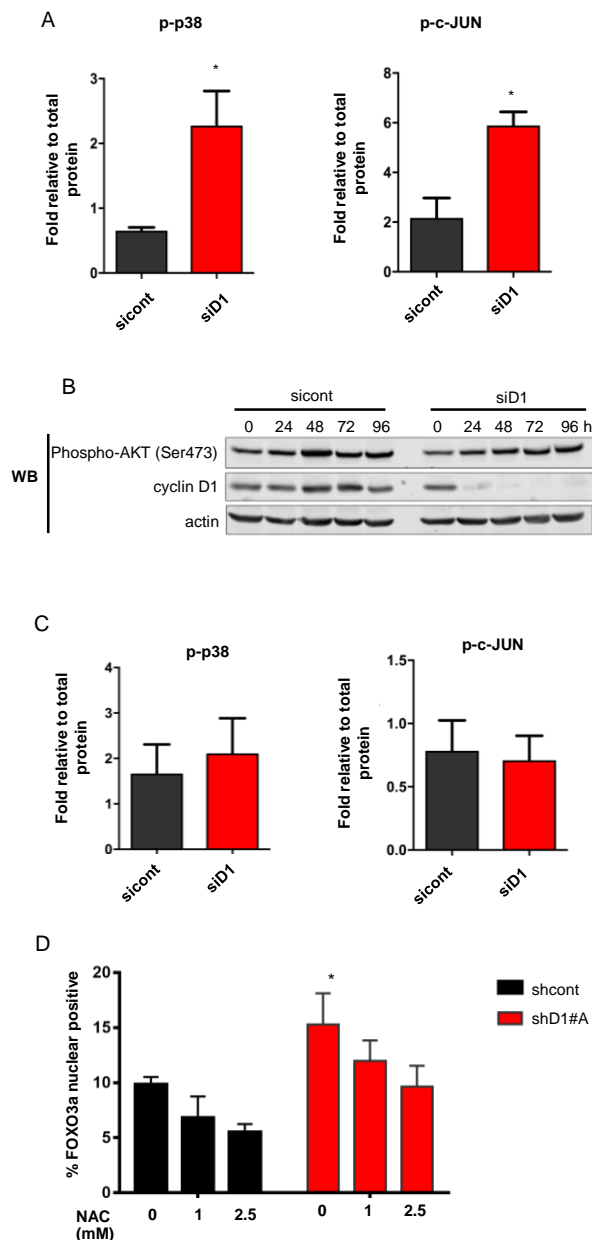 A
p-p38
p-c-JUN
Fold relative to total
protein
3
2
1
0
*
sicont
siD1
Fold relative to total
protein
8
6
4
2
0
*
sicont
siD1
B
sicont
siD1
0 24 48 72 96
0 24 48 72 96 h
WB
Phospho-AKT (Ser473)
cyclin D1
actin
C
p-p38
p-c-JUN
Fold relative to total
protein
4
3
2
1
0
sicont
siD1
Fold relative to total
protein
1.5
1.0
0.5
0.0
sicont
siD1
D
% FOXO3a nuclear positive
20
15
10
5
0
*
shcont
shD1#A
NAC
(mM)
0 1 2.5 0 1 2.5